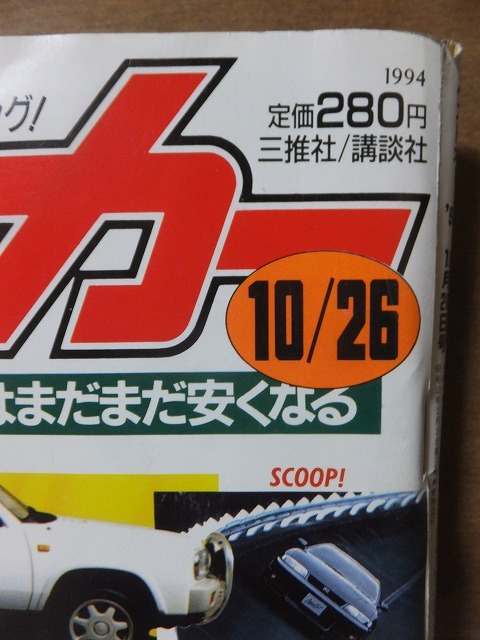 1994
定価280円
三推社/講談社
グ!
カー
10/26
はまだまだ安くなる
SCOOP!